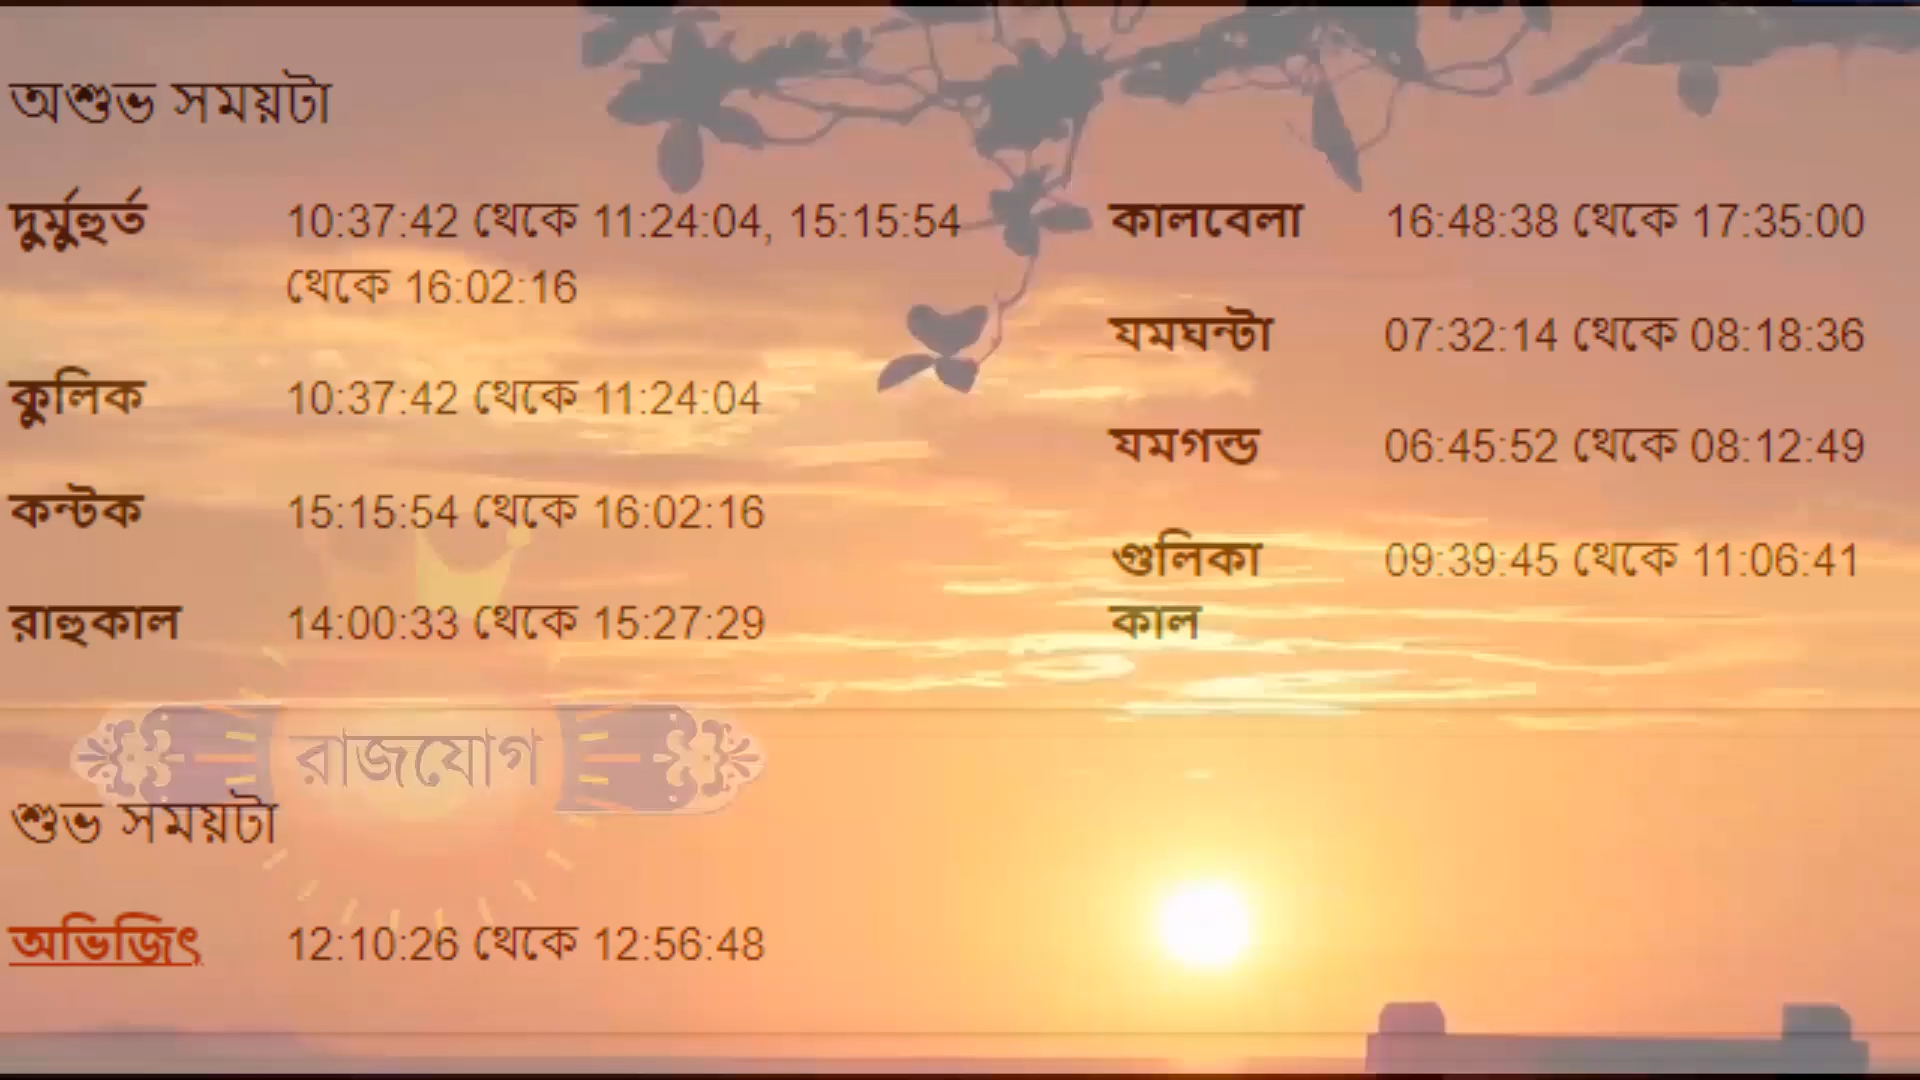 অশুভ সময়টা
দুর্মুহুর্ত 10:37:42 থেকে 11:24:04, 15:15:54
থেকে 16:02:16
কুলিক 10:37:42 থেকে 11:24:04
কন্টক 15:15:54 থেকে 16:02:16
রাহুকাল 14:00:33 থেকে 15:27:29
কালবেলা 16:48:38 থেকে 17:35:00
যমঘন্টা 07:32:14 থেকে 08:18:36
যমগন্ড 06:45:52 থেকে 08:12:49
গুলিকা 09:39:45 থেকে 11:06:41
কাল
রাজযোগ
শুভ সময়টা
অভিজিৎ 12:10:26 থেকে 12:56:48